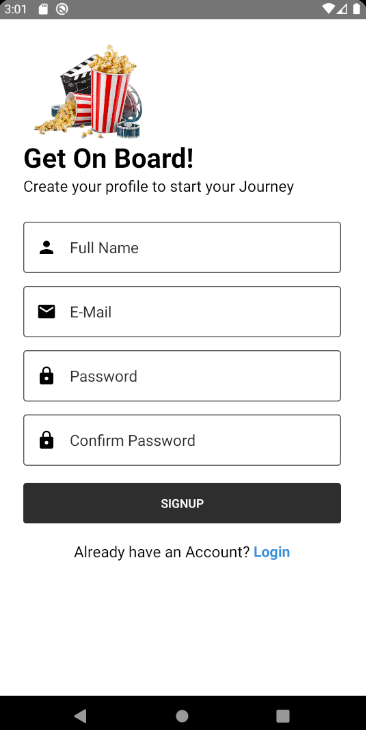 3:01
Get On Board!
Create your profile to start your Journey
Full Name
E-Mail
Password
Confirm Password
SIGNUP
Already have an Account? Login